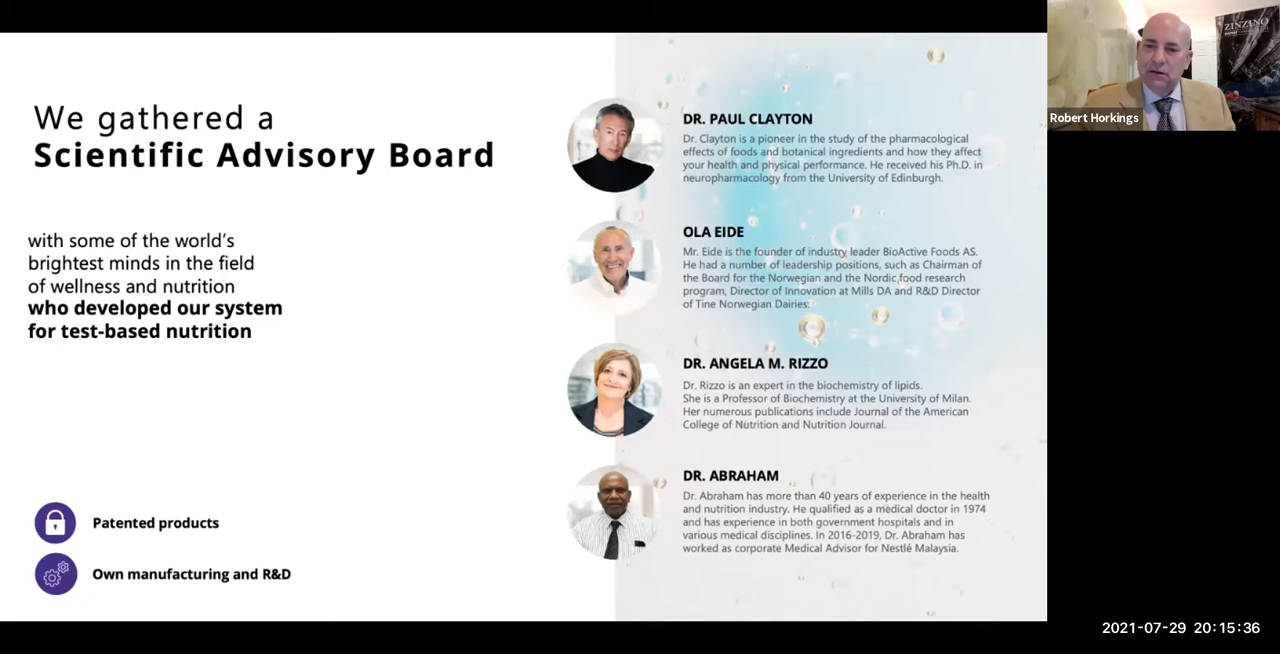 We gathered a
Scientific Advisory Board
with some of the world's
brightest minds in the field
of wellness and nutrition
who developed our system
for test-based nutrition
Patented products
Own manufacturing and R&D
DR. PAUL CLAYTON
Dr. Clayton is a pioneer in the study of the pharmacological
effects of foods and botanical ingredients and how they affect
your health and physical performance. He received his Ph.D. in
neuropharmacology from the University of Edinburgh.
OLA EIDE
Mr. Eide is the founder of industry leader BioActive Foods AS.
He had a number of leadership positions, such as Chairman of
the Board for the Norwegian and the Nordic food research
program, Director of Innovation at Mills DA and R&D Director
of Tine Norwegian Dairies.
DR. ANGELA M. RIZZO
Dr. Rizzo is an expert in the biochemistry of lipids.
She is a Professor of Biochemistry at the University of Milan.
Her numerous publications include Journal of the American
College of Nutrition and Nutrition Journal.
DR. ABRAHAM
Dr. Abraham has more than 40 years of experience in the health
and nutrition industry. He qualified as a medical doctor in 1974
and has experience in both government hospitals and in
various medical disciplines. In 2016-2019, Dr. Abraham has
worked as corporate Medical Advisor for Nestlé Malaysia.
ZINZINO
Robert Horkings
2021-07-29 20:15:36